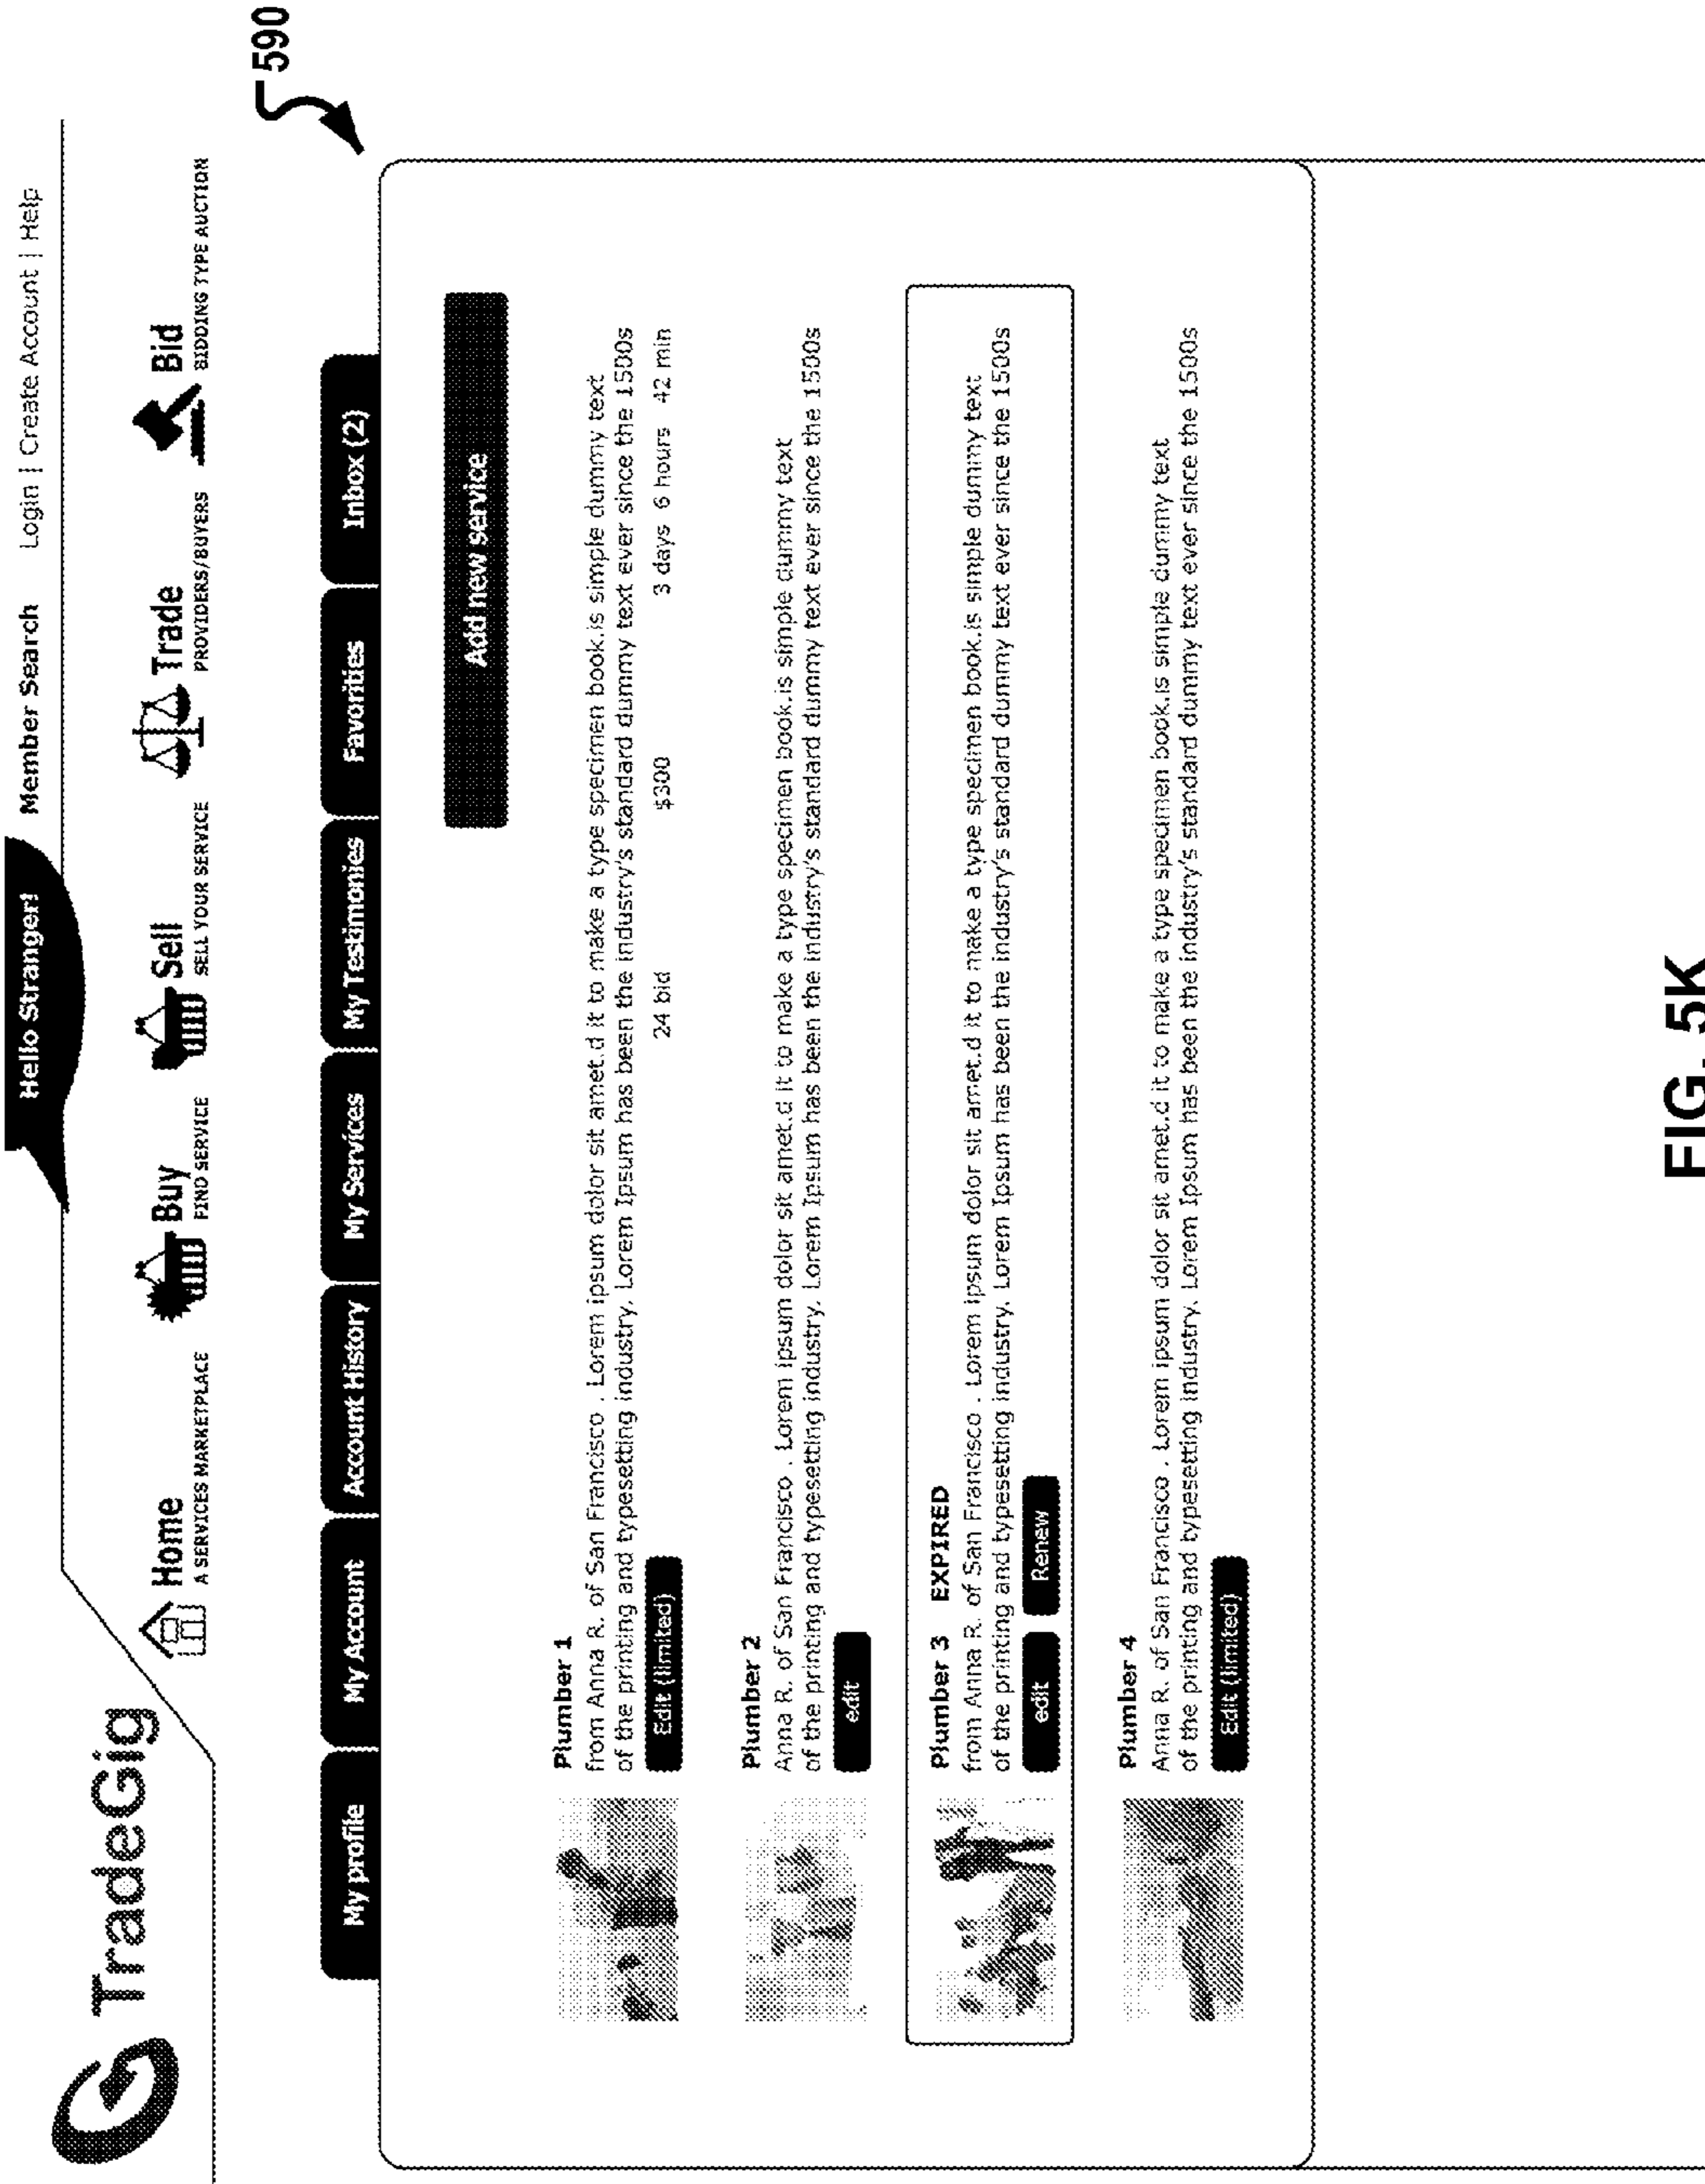 Hello Stranger!
Member Search Login | Create Account | Help
TradeGig
Home
A SERVICES MARKETPLACE
Buy
FIND SERVICE
Sell
SELL YOUR SERVICE
Trade
PROVIDERS/BUYERS
Bid
BIDDING TYPE AUCTION
590
My profile
My Account
Account History
My Services
My Testimonies
Favorities
Inbox (2)
Add new service
Plumber 1
from Anna R. of San Francisco . Lorem ipsum dolor sit amet.d it to make a type specimen book.is simple dummy text
of the printing and typesetting industry. Lorem Ipsum has been the industry's standard dummy text ever since the 1500s
Edit (limited) 24 bid $300 3 days 6 hours 42 min
Plumber 2
Anna R. of San Francisco . Lorem ipsum dolor sit amet.d it to make a type specimen book.is simple dummy text
of the printing and typesetting industry. Lorem Ipsum has been the industry's standard dummy text ever since the 1500s
edit
Plumber 3 EXPIRED
from Anna R. of San Francisco . Lorem ipsum dolor sit amet.d it to make a type specimen book.is simple dummy text
of the printing and typesetting industry. Lorem Ipsum has been the industry's standard dummy text ever since the 1500s
edit Renew
Plumber 4
Anna R. of San Francisco . Lorem ipsum dolor sit amet.d it to make a type specimen book.is simple dummy text
of the printing and typesetting industry. Lorem Ipsum has been the industry's standard dummy text ever since the 1500s
Edit (limited)
FIG. 5K